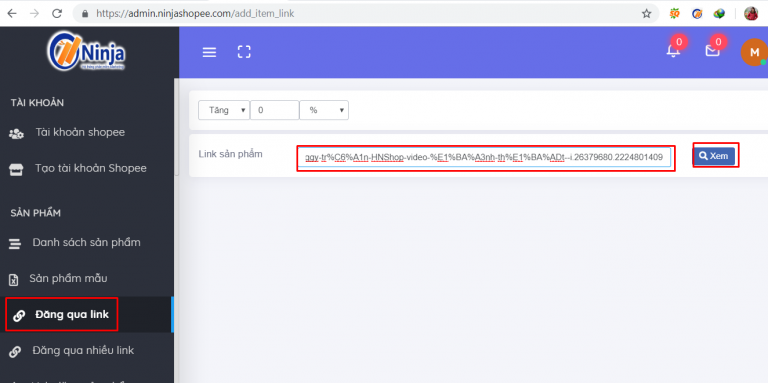 https://admin.ninjashopee.com/add_item_link
Ninja
0
0
M
TÀI KHOẢN
Tài khoản shopee
Tạo tài khoản Shopee
SẢN PHẨM
Danh sách sản phẩm
Sản phẩm mẫu
Đăng qua link
Đăng qua nhiều link
Tăng 0 %
Link sản phẩm
-tr%C6%A1n-HNShop-video-%E1%BA%A3nh-th%E1%BA%ADt--i.26379680.2224801409
Xem